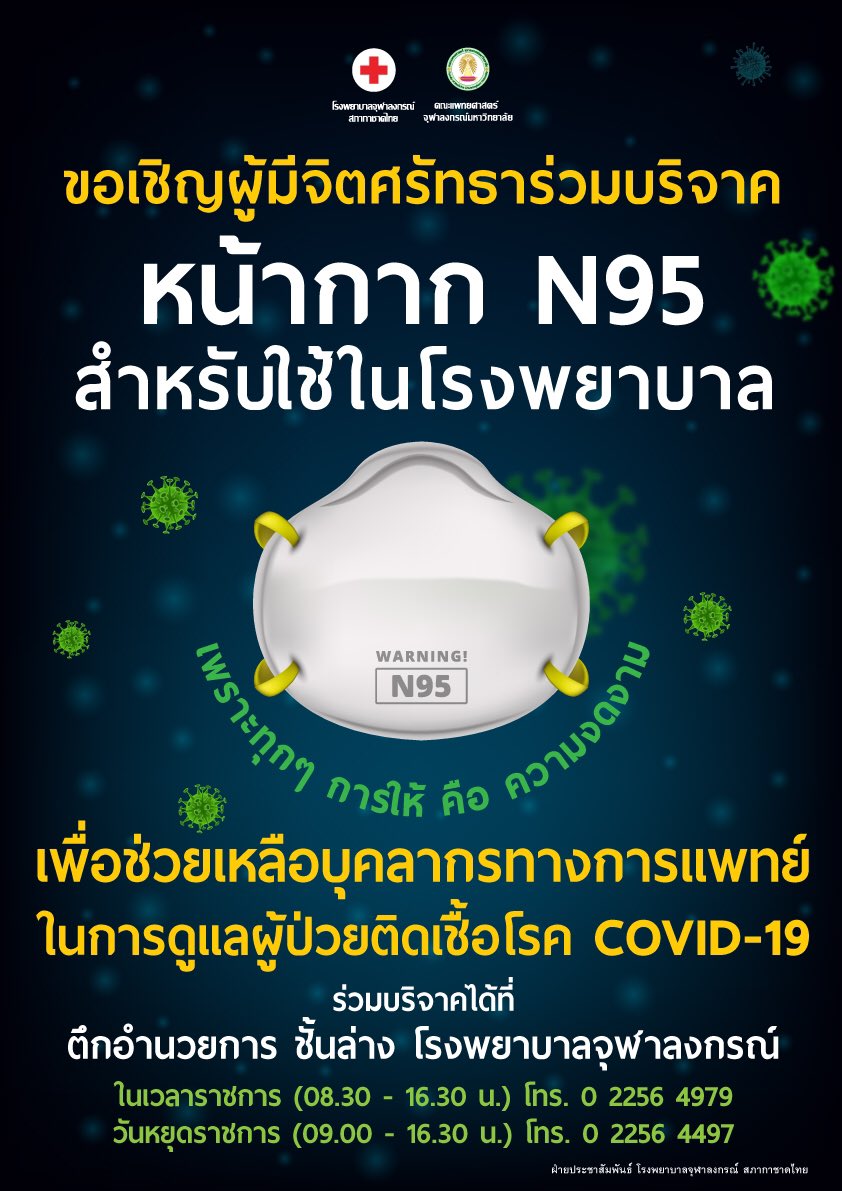 โรงพยาบาลจุฬาลงกรณ์
สภากาชาดไทย
คณะแพทยศาสตร์
จุฬาลงกรณ์มหาวิทยาลัย
ขอเชิญผู้มีจิตศรัทธาร่วมบริจาค
หน้ากาก N95
สำหรับใช้ในโรงพยาบาล
WARNING!
N95
เพราะทุกๆ การให้ คือ ความงดงาม
เพื่อช่วยเหลือบุคลากรทางการแพทย์
ในการดูแลผู้ป่วยติดเชื้อโรค COVID-19
ร่วมบริจาคได้ที่
ตึกอำนวยการ ชั้นล่าง โรงพยาบาลจุฬาลงกรณ์
ในเวลาราชการ (08.30 - 16.30 น.) โทร. 0 2256 4979
วันหยุดราชการ (09.00 - 16.30 น.) โทร. 0 2256 4497
ฝ่ายประชาสัมพันธ์ โรงพยาบาลจุฬาลงกรณ์ สภากาชาดไทย